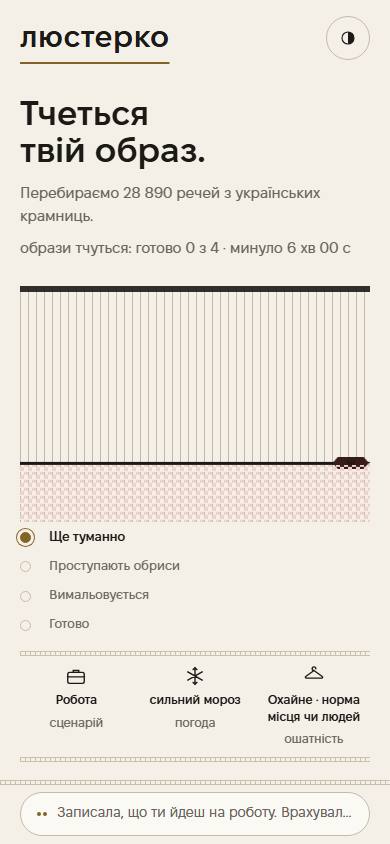 люстерко
Тчеться
твій образ.
Перебираємо 28 890 речей з українських
крамниць.
образи тчуться: готово 0 з 4 · минуло 6 хв 00 с
Ще туманно
Проступають обриси
Вимальовується
Готово
Робота
сценарій
сильний мороз
погода
Охайне · норма
місця чи людей
ошатність
Записала, що ти йдеш на роботу. Врахувал...